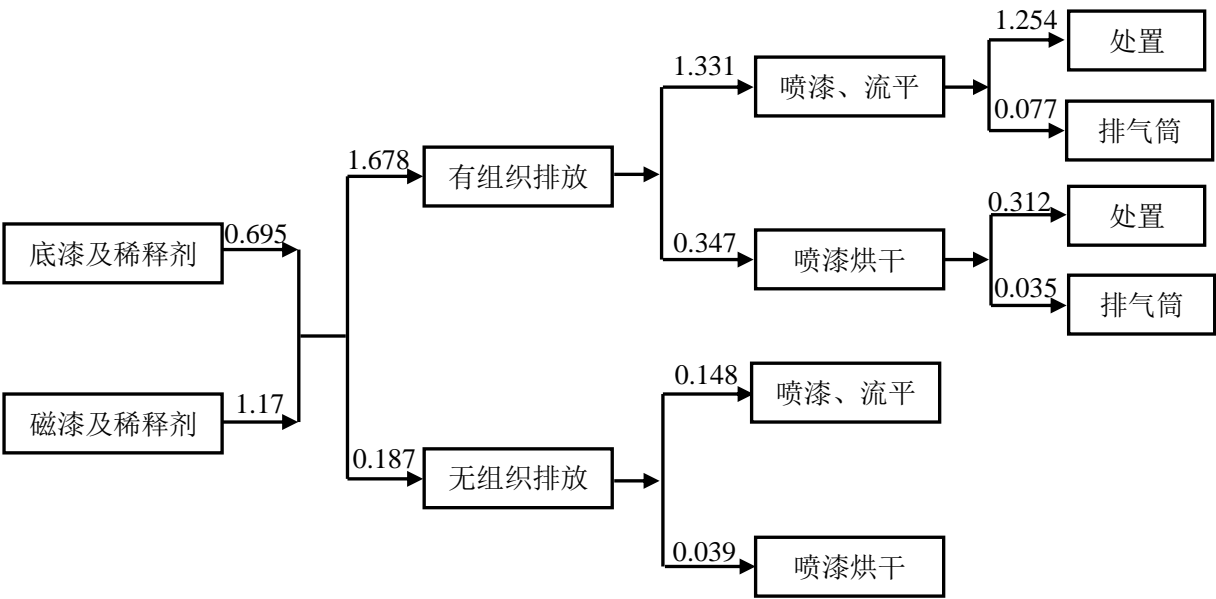 1.254
处置
1.331
喷漆、流平
0.077
排气筒
1.678
有组织排放
0.312
处置
0.695
底漆及稀释剂
0.347
喷漆烘干
0.035
排气筒
0.148
喷漆、流平
1.17
磁漆及稀释剂
0.187
无组织排放
0.039
喷漆烘干